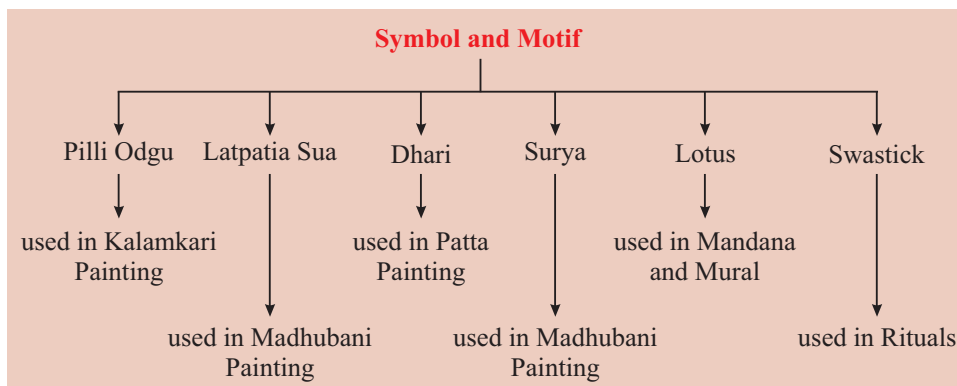 Symbol and Motif
Pilli Odgu
Latpatia Sua
Dhari
Surya
Lotus
Swastick
used in Kalamkari
Painting
used in Patta
Painting
used in Mandana
and Mural
used in Madhubani
Painting
used in Madhubani
Painting
used in Rituals